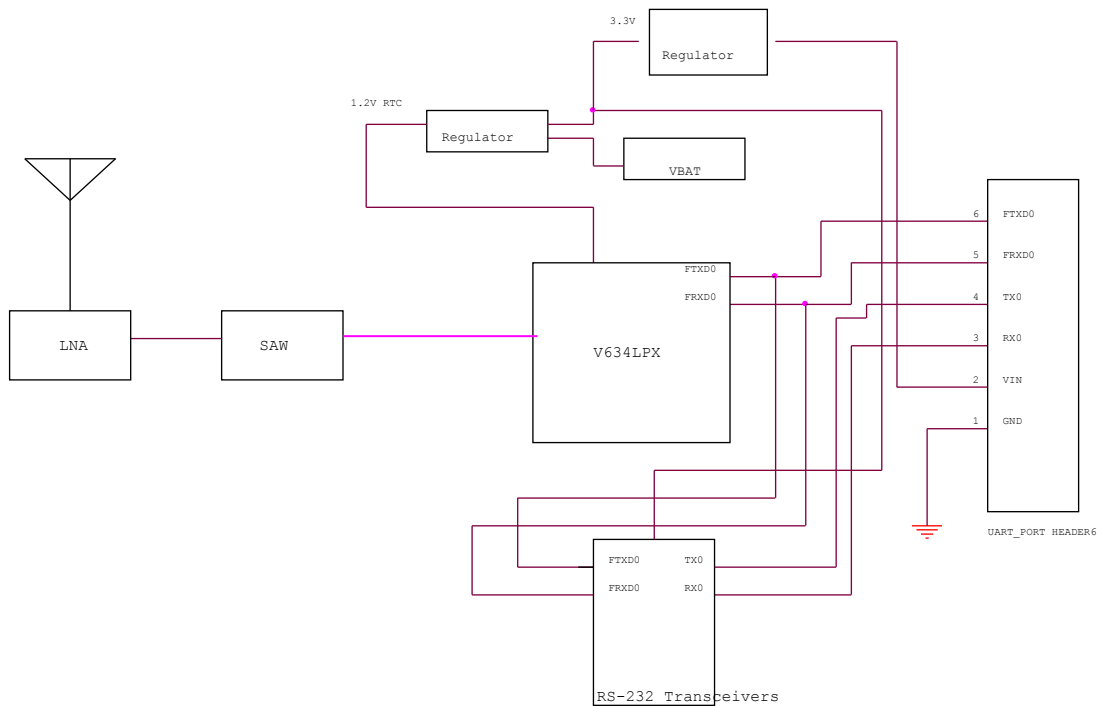 3.3V
Regulator
1.2V RTC
Regulator
VBAT
6 FTXD0
FTXD0
5 FRXD0
FRXD0
4 TX0
LNA
SAW
V634LPX
3 RX0
2 VIN
1 GND
UART_PORT HEADER6
FTXD0 TX0
FRXD0 RX0
RS-232 Transceivers